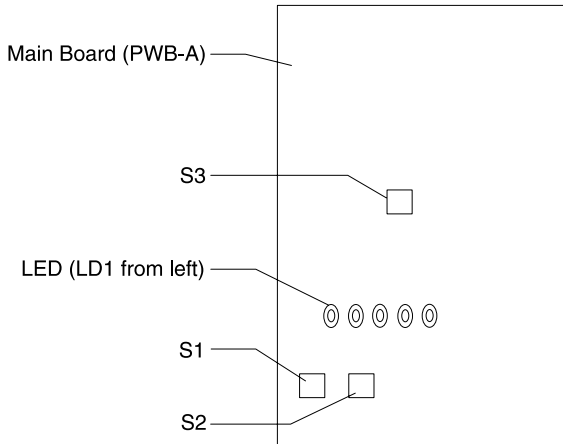 Main Board (PWB-A)
S3
LED (LD1 from left)
S1
S2